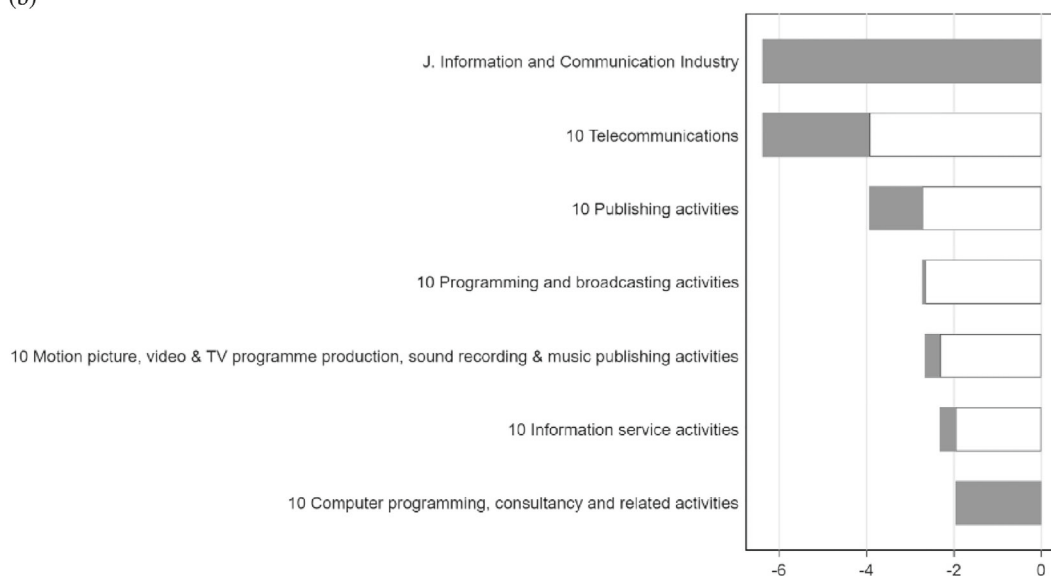 (b)
J. Information and Communication Industry
10 Telecommunications
10 Publishing activities
10 Programming and broadcasting activities
10 Motion picture, video & TV programme production, sound recording & music publishing activities
10 Information service activities
10 Computer programming, consultancy and related activities
-6 -4 -2 0